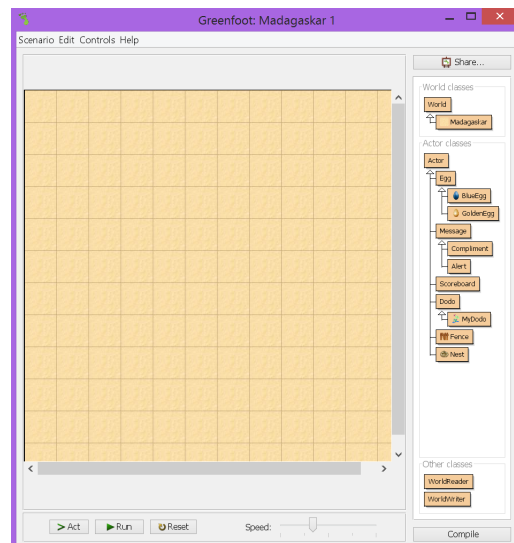 Greenfoot: Madagaskar 1
Scenario Edit Controls Help
Share...
World classes
World
Madagaskar
Actor classes
Actor
Egg
BlueEgg
GoldenEgg
Message
Compliment
Alert
Scoreboard
Dodo
MyDodo
Fence
Nest
Other classes
WorldReader
WorldWriter
Act
Run
Reset
Speed:
Compile